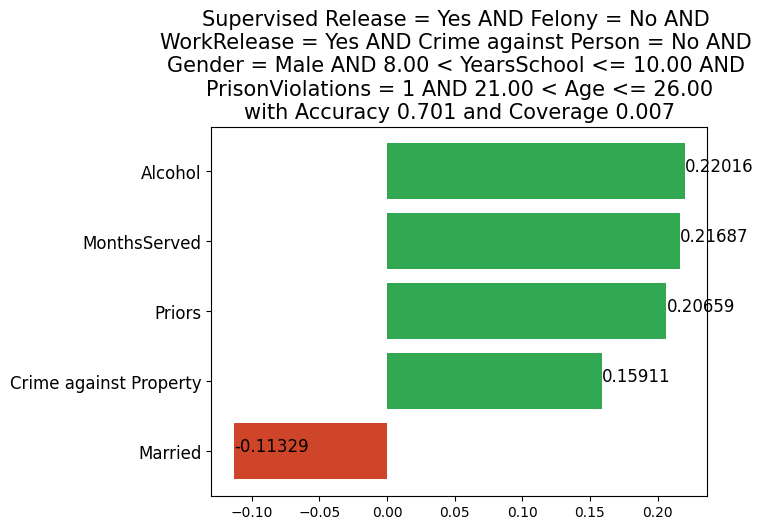 Supervised Release = Yes AND Felony = No AND
WorkRelease = Yes AND Crime against Person = No AND
Gender = Male AND 8.00 < YearsSchool <= 10.00 AND
PrisonViolations = 1 AND 21.00 < Age <= 26.00
with Accuracy 0.701 and Coverage 0.007
Alcohol 0.22016
MonthsServed 0.21687
Priors 0.20659
Crime against Property 0.15911
Married -0.11329
−0.10 −0.05 0.00 0.05 0.10 0.15 0.20